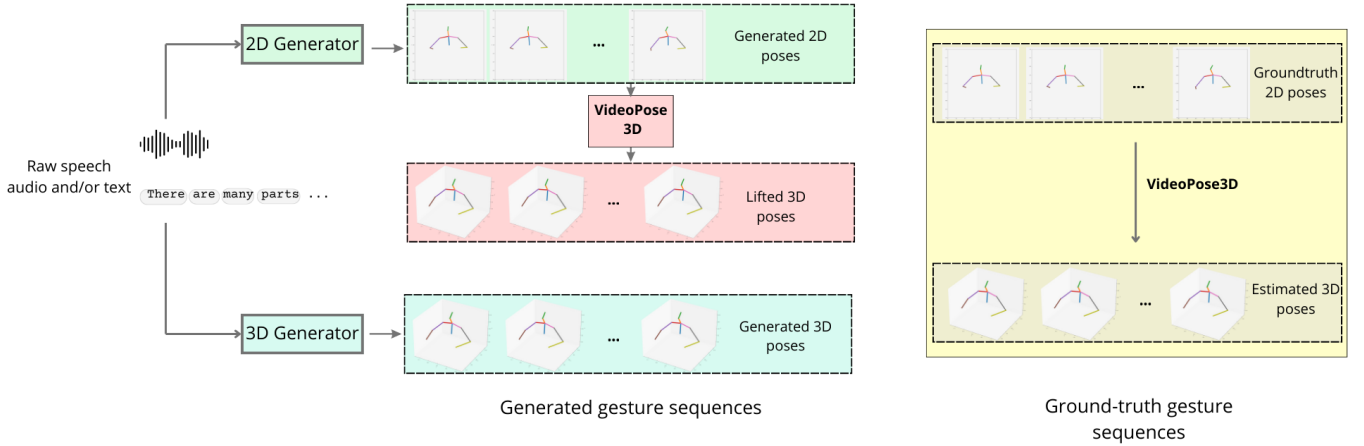 2D Generator
Generated 2D
poses
...
VideoPose
3D
Raw speech
audio and/or text
There are many parts ...
Lifted 3D
poses
...
3D Generator
Generated 3D
poses
...
Generated gesture sequences
Groundtruth
2D poses
...
VideoPose3D
Estimated 3D
poses
...
Ground-truth gesture
sequences